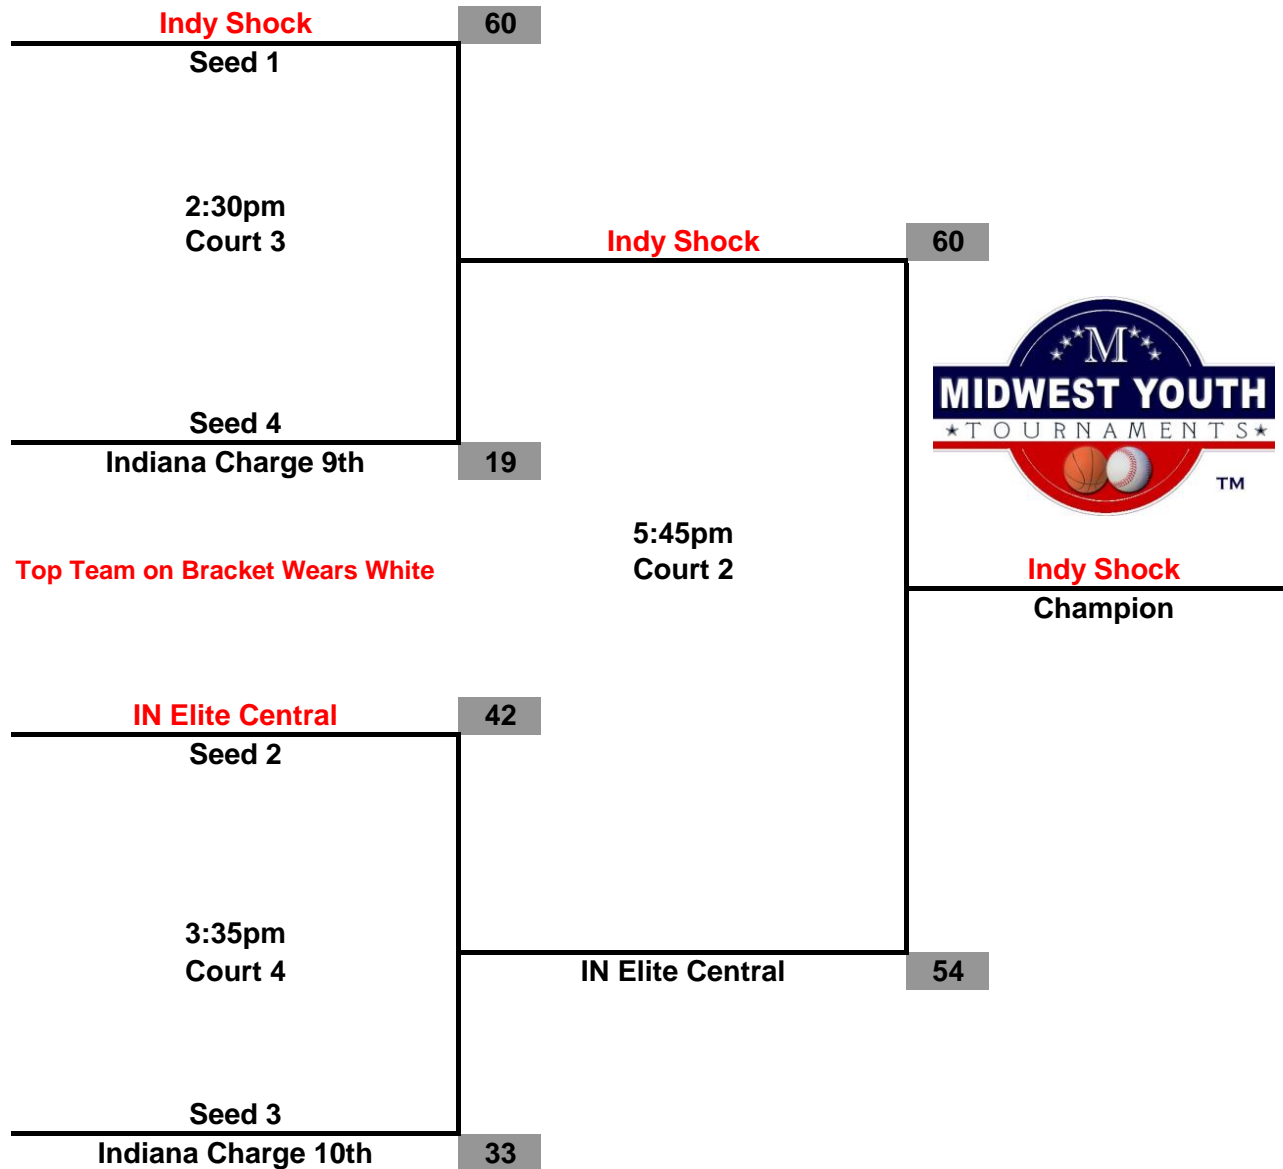 Indy Shock 60
Seed 1
2:30pm
Court 3
Indy Shock 60
M
MIDWEST YOUTH
TOURNAMENTS
TM
Seed 4
Indiana Charge 9th 19
5:45pm
Top Team on Bracket Wears White
Court 2
Indy Shock
Champion
IN Elite Central 42
Seed 2
3:35pm
Court 4
IN Elite Central 54
Seed 3
Indiana Charge 10th 33